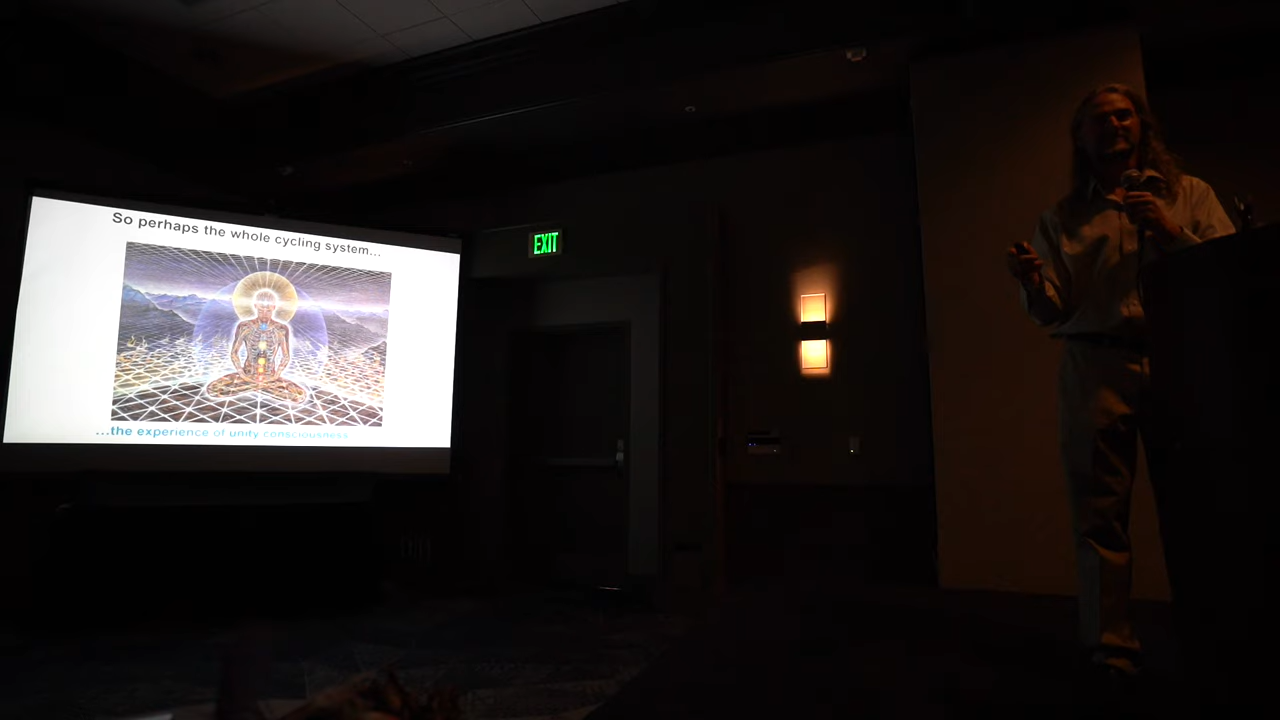 So perhaps the whole cycling system...
...the experience of unity consciousness
EXIT